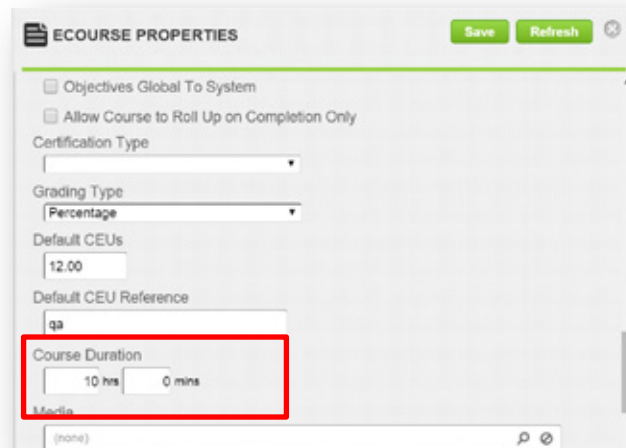 ECOURSE PROPERTIES
Save Refresh
Objectives Global To System
Allow Course to Roll Up on Completion Only
Certification Type
Grading Type
Percentage
Default CEUs
12.00
Default CEU Reference
qa
Course Duration
10 hrs 0 mins
Media
(none)